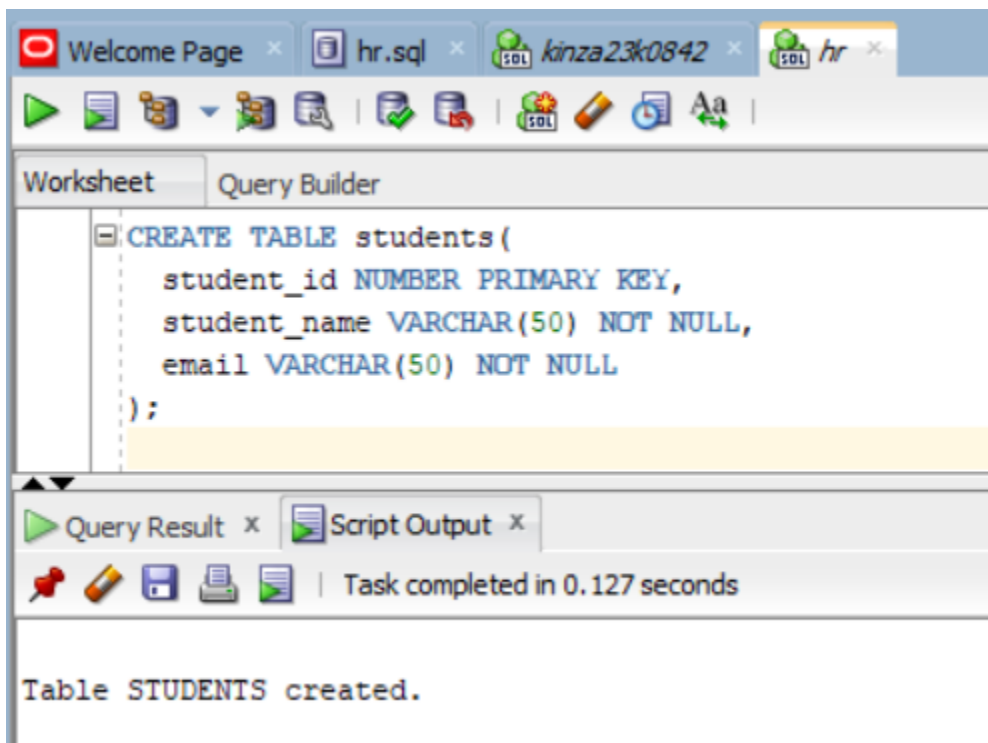 Welcome Page hr.sql kinza23k0842 hr
Worksheet Query Builder
CREATE TABLE students(
student_id NUMBER PRIMARY KEY,
student_name VARCHAR(50) NOT NULL,
email VARCHAR(50) NOT NULL
);
Query Result x Script Output x
Task completed in 0.127 seconds
Table STUDENTS created.